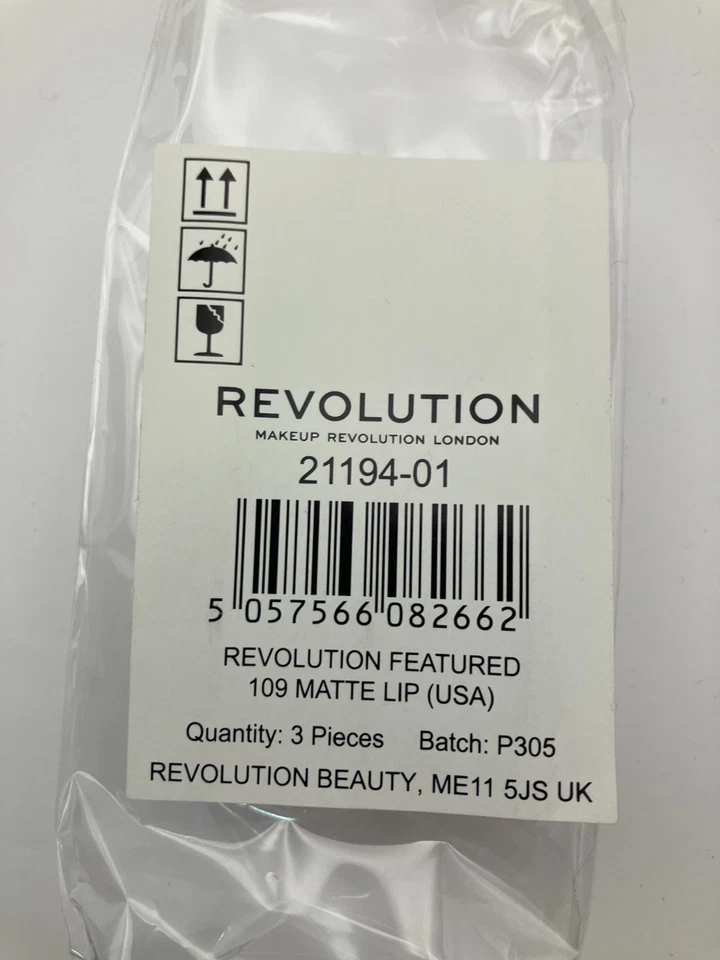 REVOLUTION
MAKEUP REVOLUTION LONDON
21194-01
5 057566 082662
REVOLUTION FEATURED
109 MATTE LIP (USA)
Quantity: 3 Pieces Batch: P305
REVOLUTION BEAUTY, ME11 5JS UK